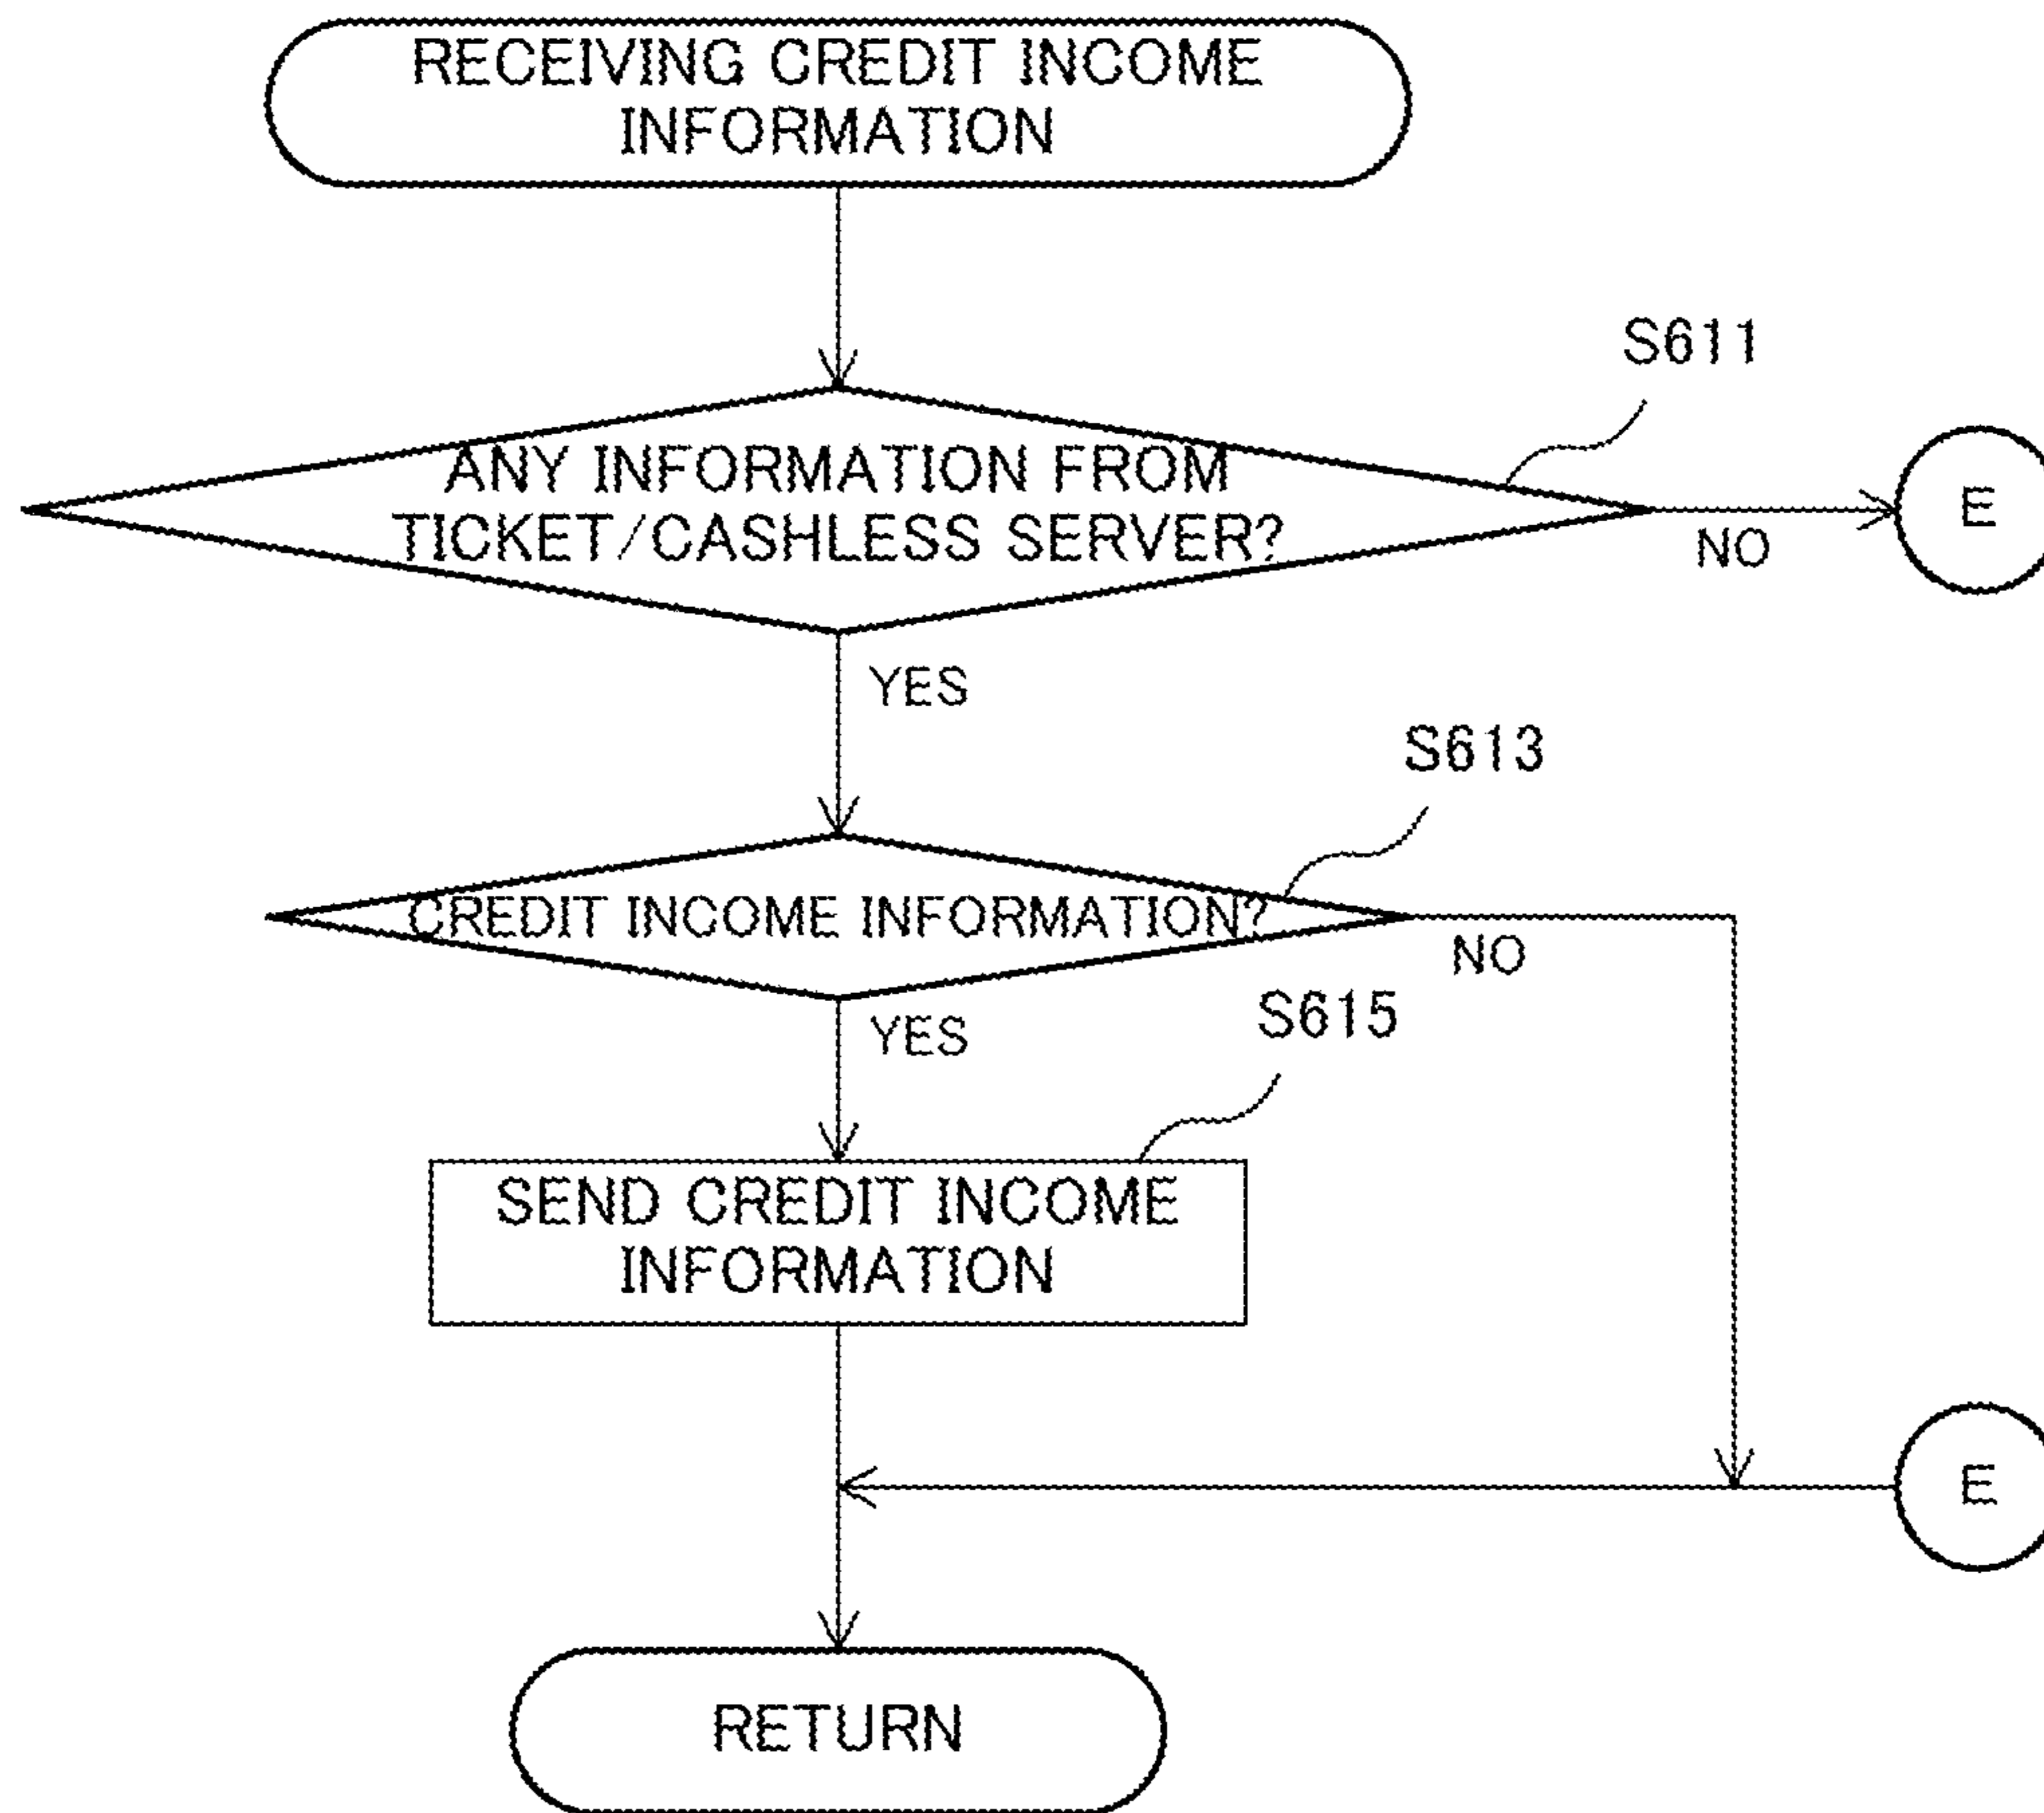 RECEIVING CREDIT INCOME
INFORMATION
S611
ANY INFORMATION FROM
TICKET/CASHLESS SERVER?
E
NO
YES
S613
CREDIT INCOME INFORMATION?
NO
YES
S615
SEND CREDIT INCOME
INFORMATION
E
RETURN